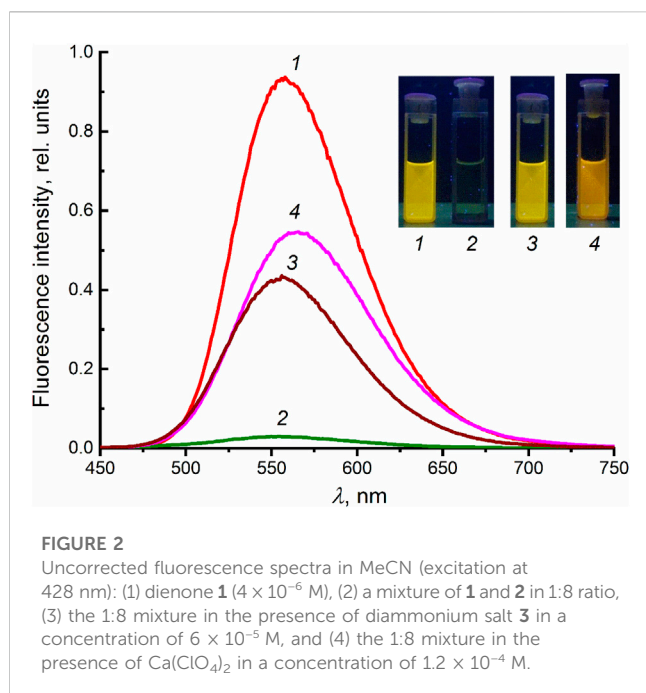 Fluorescence intensity, rel. units
1.0
0.8
0.6
0.4
0.2
0.0
450 500 550 600 650 700 750
λ, nm
1
4
3
2
1 2 3 4
FIGURE 2
Uncorrected fluorescence spectra in MeCN (excitation at
428 nm): (1) dienone 1 (4 × 10⁻⁶ M), (2) a mixture of 1 and 2 in 1:8 ratio,
(3) the 1:8 mixture in the presence of diammonium salt 3 in a
concentration of 6 × 10⁻⁵ M, and (4) the 1:8 mixture in the
presence of Ca(ClO₄)₂ in a concentration of 1.2 × 10⁻⁴ M.